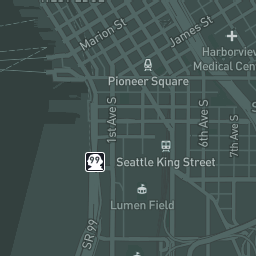 Marion St
James St
Harborview
Medical Cent
Pioneer Square
1st Ave S
6th Ave S
7th Ave S
99
Seattle King Street
Lumen Field
SR 99